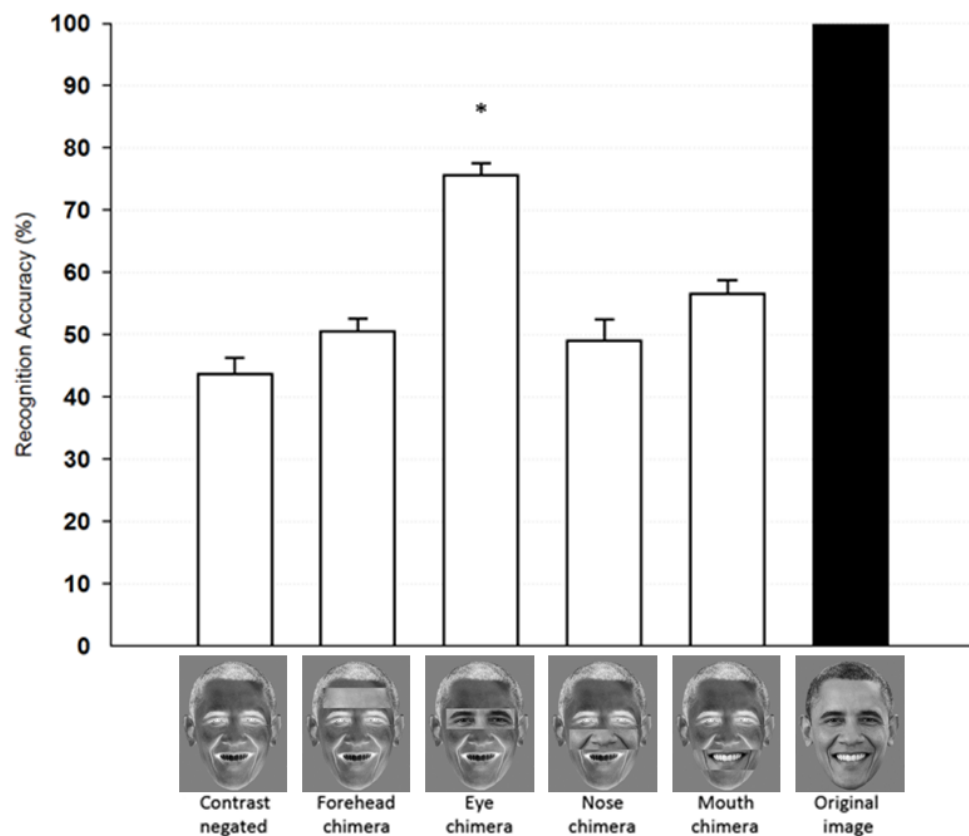 Recognition Accuracy (%)
100
90
80
70
60
50
40
30
20
10
0
*
Contrast negated
Forehead chimera
Eye chimera
Nose chimera
Mouth chimera
Original image